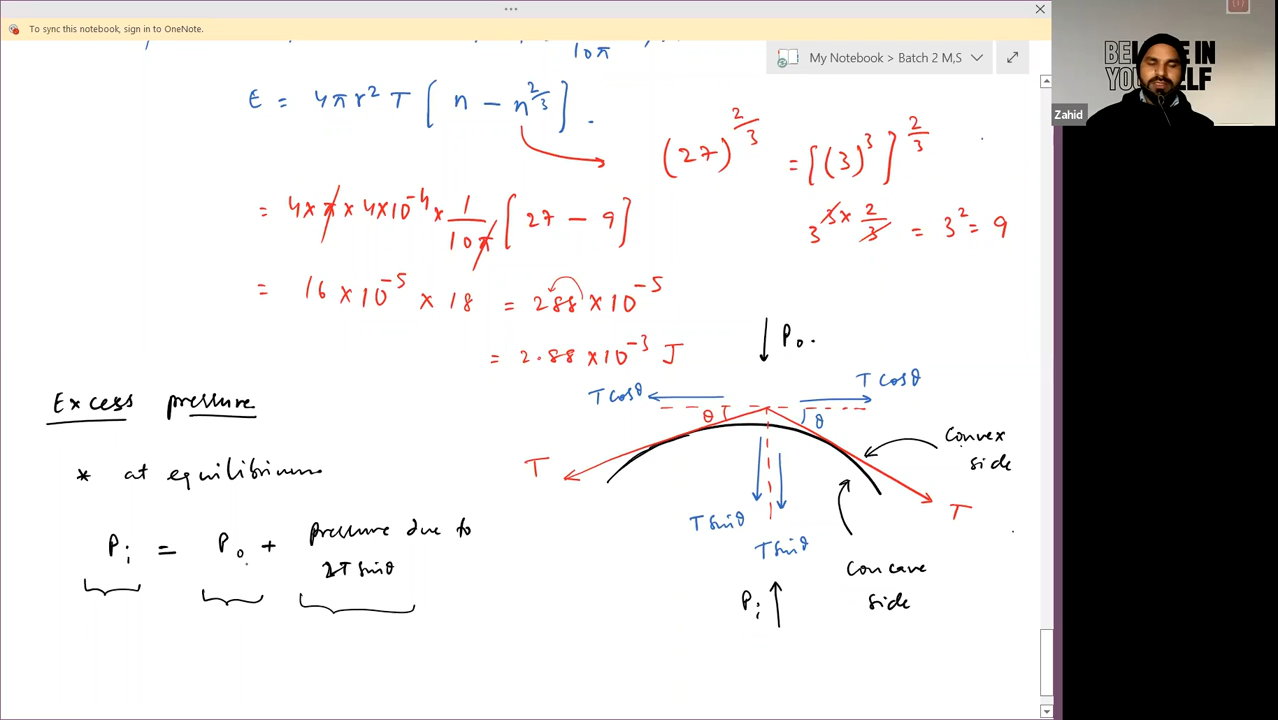 To sync this notebook, sign in to OneNote.
My Notebook > Batch 2 M,S
BELIEVE IN
YOURSELF
Zahid
10π
E = 4πr² T [ n − n^{2/3} ] .
(27)^{2/3} = [(3)³]^{2/3}
= 4×π×4×10⁻⁴ × 1/10π [ 27 − 9 ]
3^{3×2/3} = 3² = 9
= 16×10⁻⁵ × 18 = 288×10⁻⁵
= 2.88×10⁻³ J
P₀.
T cosθ
T cosθ
θ
θ
Excess pressure
Convex
side
T
T
* at equilibrium
T sinθ
T sinθ
Pᵢ = P₀ + pressure due to
2T sinθ
Concave
side
Pᵢ